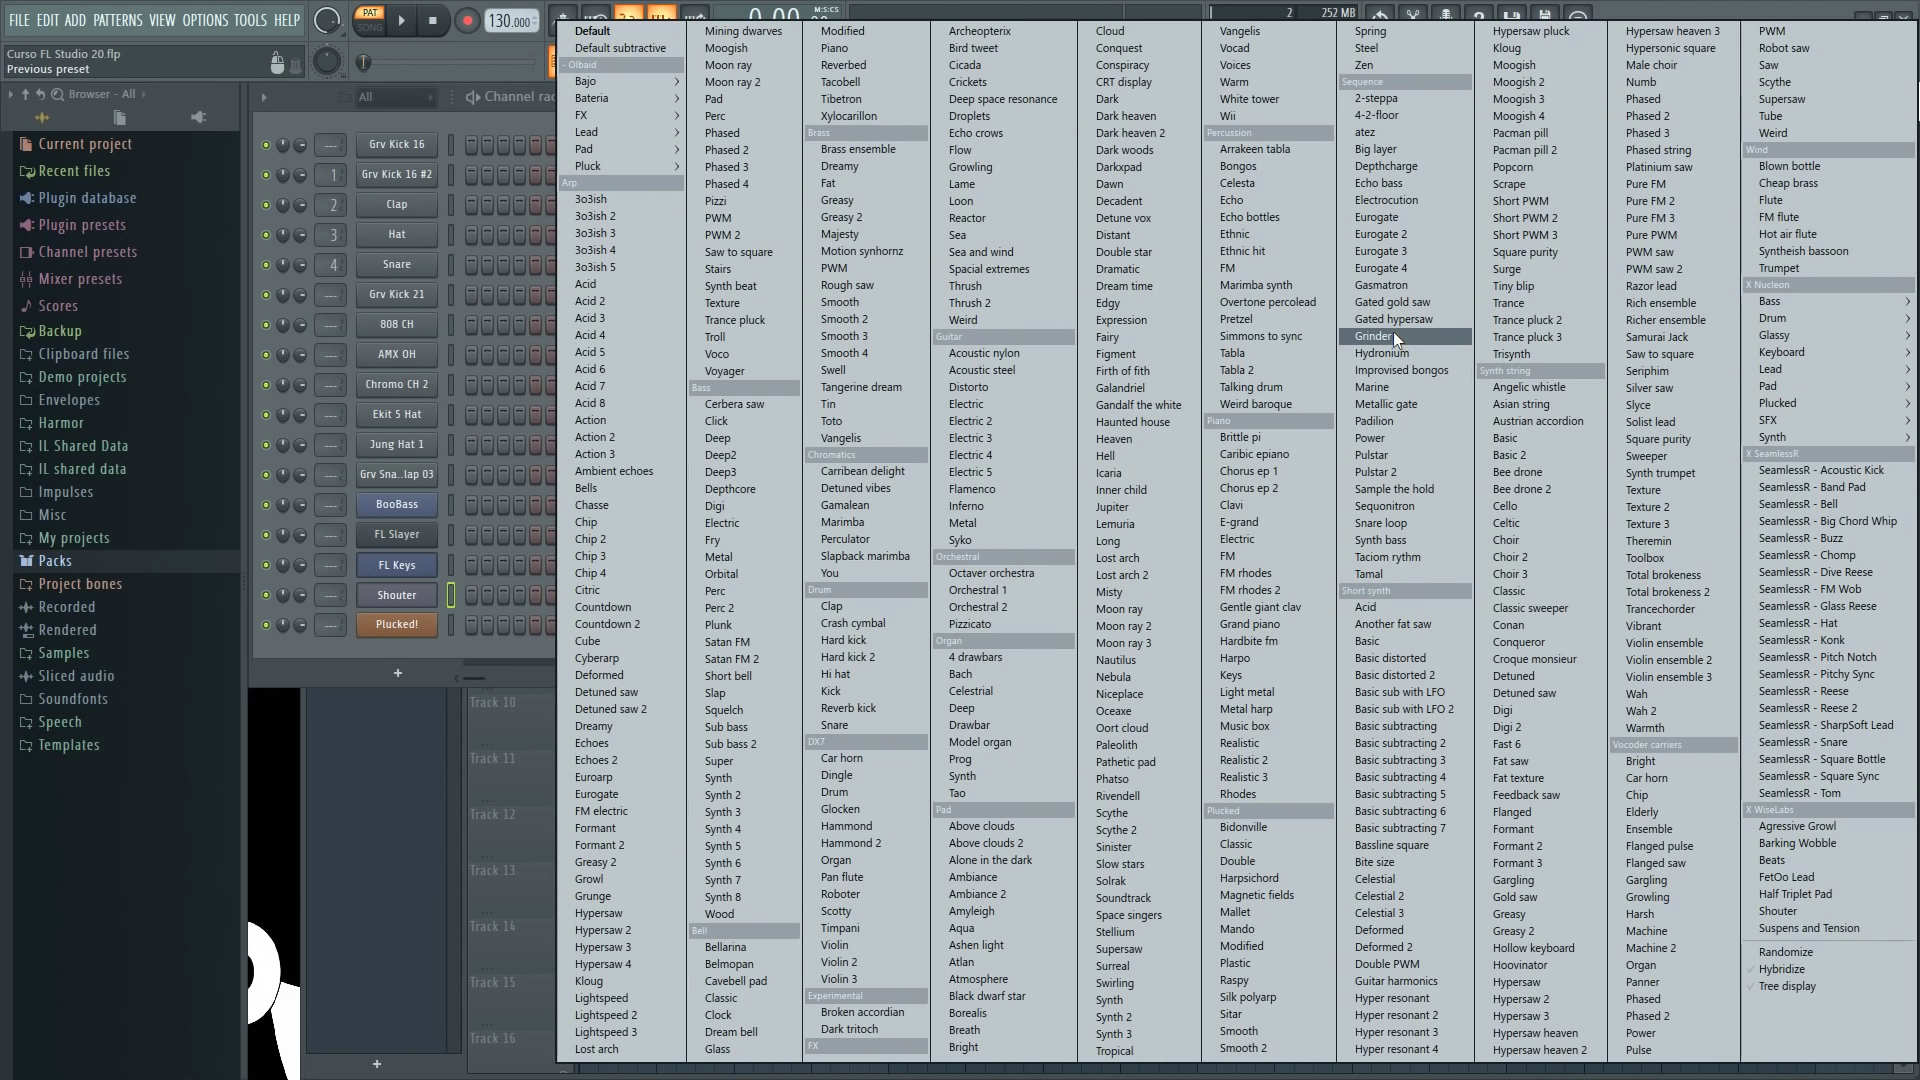 FILE EDIT ADD PATTERNS VIEW OPTIONS TOOLS HELP
PAT
SONG
130.000
0:00:00
M:S:CS
2
252 MB
Curso FL Studio 20.flp
Previous preset
Browser - All
Current project
Recent files
Plugin database
Plugin presets
Channel presets
Mixer presets
Scores
Backup
Clipboard files
Demo projects
Envelopes
Harmor
IL Shared Data
IL shared data
Impulses
Misc
My projects
Packs
Project bones
Recorded
Rendered
Samples
Sliced audio
Soundfonts
Speech
Templates
All
Channel rac
Grv Kick 16
1 Grv Kick 16 #2
2 Clap
3 Hat
4 Snare
Grv Kick 21
808 CH
AMX OH
Chromo CH 2
Ekit 5 Hat
Jung Hat 1
Grv Sna..lap 03
BooBass
FL Slayer
FL Keys
Shouter
Plucked!
+
Track 10
Track 11
Track 12
Track 13
Track 14
Track 15
Track 16
+
Default
Default subtractive
- Olbaid
Bajo
Bateria
FX
Lead
Pad
Pluck
Arp
3o3ish
3o3ish 2
3o3ish 3
3o3ish 4
3o3ish 5
Acid
Acid 2
Acid 3
Acid 4
Acid 5
Acid 6
Acid 7
Acid 8
Action
Action 2
Action 3
Ambient echoes
Bells
Chasse
Chip
Chip 2
Chip 3
Chip 4
Citric
Countdown
Countdown 2
Cube
Cyberarp
Deformed
Detuned saw
Detuned saw 2
Dreamy
Echoes
Echoes 2
Euroarp
Eurogate
FM electric
Formant
Formant 2
Greasy 2
Growl
Grunge
Hypersaw
Hypersaw 2
Hypersaw 3
Hypersaw 4
Kloug
Lightspeed
Lightspeed 2
Lightspeed 3
Lost arch
Mining dwarves
Moogish
Moon ray
Moon ray 2
Pad
Perc
Phased
Phased 2
Phased 3
Phased 4
Pizzi
PWM
PWM 2
Saw to square
Stairs
Synth beat
Texture
Trance pluck
Troll
Voco
Voyager
Bass
Cerbera saw
Click
Deep
Deep2
Deep3
Depthcore
Digi
Electric
Fry
Metal
Orbital
Perc
Perc 2
Plunk
Satan FM
Satan FM 2
Short bell
Slap
Squelch
Sub bass
Sub bass 2
Super
Synth
Synth 2
Synth 3
Synth 4
Synth 5
Synth 6
Synth 7
Synth 8
Wood
Bell
Bellarina
Belmopan
Cavebell pad
Classic
Clock
Dream bell
Glass
Modified
Piano
Reverbed
Tacobell
Tibetron
Xylocarillon
Brass
Brass ensemble
Dreamy
Fat
Greasy
Greasy 2
Majesty
Motion synhornz
PWM
Rough saw
Smooth
Smooth 2
Smooth 3
Smooth 4
Swell
Tangerine dream
Tin
Toto
Vangelis
Chromatics
Carribean delight
Detuned vibes
Gamalean
Marimba
Perculator
Slapback marimba
You
Drum
Clap
Crash cymbal
Hard kick
Hard kick 2
Hi hat
Kick
Reverb kick
Snare
DX7
Car horn
Dingle
Drum
Glocken
Hammond
Hammond 2
Organ
Pan flute
Roboter
Scotty
Timpani
Violin
Violin 2
Violin 3
Experimental
Broken accordian
Dark tritoch
FX
Archeopterix
Bird tweet
Cicada
Crickets
Deep space resonance
Droplets
Echo crows
Flow
Growling
Lame
Loon
Reactor
Sea
Sea and wind
Spacial extremes
Thrush
Thrush 2
Weird
Guitar
Acoustic nylon
Acoustic steel
Distorto
Electric
Electric 2
Electric 3
Electric 4
Electric 5
Flamenco
Inferno
Metal
Syko
Orchestral
Octaver orchestra
Orchestral 1
Orchestral 2
Pizzicato
Organ
4 drawbars
Bach
Celestrial
Deep
Drawbar
Model organ
Prog
Synth
Tao
Pad
Above clouds
Above clouds 2
Alone in the dark
Ambiance
Ambiance 2
Amyleigh
Aqua
Ashen light
Atlan
Atmosphere
Black dwarf star
Borealis
Breath
Bright
Cloud
Conquest
Conspiracy
CRT display
Dark
Dark heaven
Dark heaven 2
Dark woods
Darkxpad
Dawn
Decadent
Detune vox
Distant
Double star
Dramatic
Dream time
Edgy
Expression
Fairy
Figment
Firth of fith
Galandriel
Gandalf the white
Haunted house
Heaven
Hell
Icaria
Inner child
Jupiter
Lemuria
Long
Lost arch
Lost arch 2
Misty
Moon ray
Moon ray 2
Moon ray 3
Nautilus
Nebula
Niceplace
Oceaxe
Oort cloud
Paleolith
Pathetic pad
Phatso
Rivendell
Scythe
Scythe 2
Sinister
Slow stars
Solrak
Soundtrack
Space singers
Stellium
Supersaw
Surreal
Swirling
Synth
Synth 2
Synth 3
Tropical
Vangelis
Vocad
Voices
Warm
White tower
Wii
Percussion
Arrakeen tabla
Bongos
Celesta
Echo
Echo bottles
Ethnic
Ethnic hit
FM
Marimba synth
Overtone percolead
Pretzel
Simmons to sync
Tabla
Tabla 2
Talking drum
Weird baroque
Piano
Brittle pi
Caribic epiano
Chorus ep 1
Chorus ep 2
Clavi
E-grand
Electric
FM
FM rhodes
FM rhodes 2
Gentle giant clav
Grand piano
Hardbite fm
Harpo
Keys
Light metal
Metal harp
Music box
Realistic
Realistic 2
Realistic 3
Rhodes
Plucked
Bidonville
Classic
Double
Harpsichord
Magnetic fields
Mallet
Mando
Modified
Plastic
Raspy
Silk polyarp
Sitar
Smooth
Smooth 2
Spring
Steel
Zen
Sequence
2-steppa
4-2-floor
atez
Big layer
Depthcharge
Echo bass
Electrocution
Eurogate
Eurogate 2
Eurogate 3
Eurogate 4
Gasmatron
Gated gold saw
Gated hypersaw
Grinder
Hydronium
Improvised bongos
Marine
Metallic gate
Padilion
Power
Pulstar
Pulstar 2
Sample the hold
Sequonitron
Snare loop
Synth bass
Taciom rythm
Tamal
Short synth
Acid
Another fat saw
Basic
Basic distorted
Basic distorted 2
Basic sub with LFO
Basic sub with LFO 2
Basic subtracting
Basic subtracting 2
Basic subtracting 3
Basic subtracting 4
Basic subtracting 5
Basic subtracting 6
Basic subtracting 7
Bassline square
Bite size
Celestial
Celestial 2
Celestial 3
Deformed
Deformed 2
Double PWM
Guitar harmonics
Hyper resonant
Hyper resonant 2
Hyper resonant 3
Hyper resonant 4
Hypersaw pluck
Kloug
Moogish
Moogish 2
Moogish 3
Moogish 4
Pacman pill
Pacman pill 2
Popcorn
Scrape
Short PWM
Short PWM 2
Short PWM 3
Square purity
Surge
Tiny blip
Trance
Trance pluck 2
Trance pluck 3
Trisynth
Synth string
Angelic whistle
Asian string
Austrian accordion
Basic
Basic 2
Bee drone
Bee drone 2
Cello
Celtic
Choir
Choir 2
Choir 3
Classic
Classic sweeper
Conan
Conqueror
Croque monsieur
Detuned
Detuned saw
Digi
Digi 2
Fast 6
Fat saw
Fat texture
Feedback saw
Flanged
Formant
Formant 2
Formant 3
Gargling
Gold saw
Greasy
Greasy 2
Hollow keyboard
Hoovinator
Hypersaw
Hypersaw 2
Hypersaw 3
Hypersaw heaven
Hypersaw heaven 2
Hypersaw heaven 3
Hypersonic square
Male choir
Numb
Phased
Phased 2
Phased 3
Phased string
Platinium saw
Pure FM
Pure FM 2
Pure FM 3
Pure PWM
PWM saw
PWM saw 2
Razor lead
Rich ensemble
Richer ensemble
Samurai Jack
Saw to square
Seriphim
Silver saw
Slyce
Solist lead
Square purity
Sweeper
Synth trumpet
Texture
Texture 2
Texture 3
Theremin
Toolbox
Total brokeness
Total brokeness 2
Trancechorder
Vibrant
Violin ensemble
Violin ensemble 2
Violin ensemble 3
Wah
Wah 2
Warmth
Vocoder carriers
Bright
Car horn
Chip
Elderly
Ensemble
Flanged pulse
Flanged saw
Gargling
Growling
Harsh
Machine
Machine 2
Organ
Panner
Phased
Phased 2
Power
Pulse
PWM
Robot saw
Saw
Scythe
Supersaw
Tube
Weird
Wind
Blown bottle
Cheap brass
Flute
FM flute
Hot air flute
Syntheish bassoon
Trumpet
X Nucleon
Bass
Drum
Glassy
Keyboard
Lead
Pad
Plucked
SFX
Synth
X SeamlessR
SeamlessR - Acoustic Kick
SeamlessR - Band Pad
SeamlessR - Bell
SeamlessR - Big Chord Whip
SeamlessR - Buzz
SeamlessR - Chomp
SeamlessR - Dive Reese
SeamlessR - FM Wob
SeamlessR - Glass Reese
SeamlessR - Hat
SeamlessR - Konk
SeamlessR - Pitch Notch
SeamlessR - Pitchy Sync
SeamlessR - Reese
SeamlessR - Reese 2
SeamlessR - SharpSoft Lead
SeamlessR - Snare
SeamlessR - Square Bottle
SeamlessR - Square Sync
SeamlessR - Tom
X WiseLabs
Agressive Growl
Barking Wobble
Beats
FetOo Lead
Half Triplet Pad
Shouter
Suspens and Tension
Randomize
Hybridize
Tree display